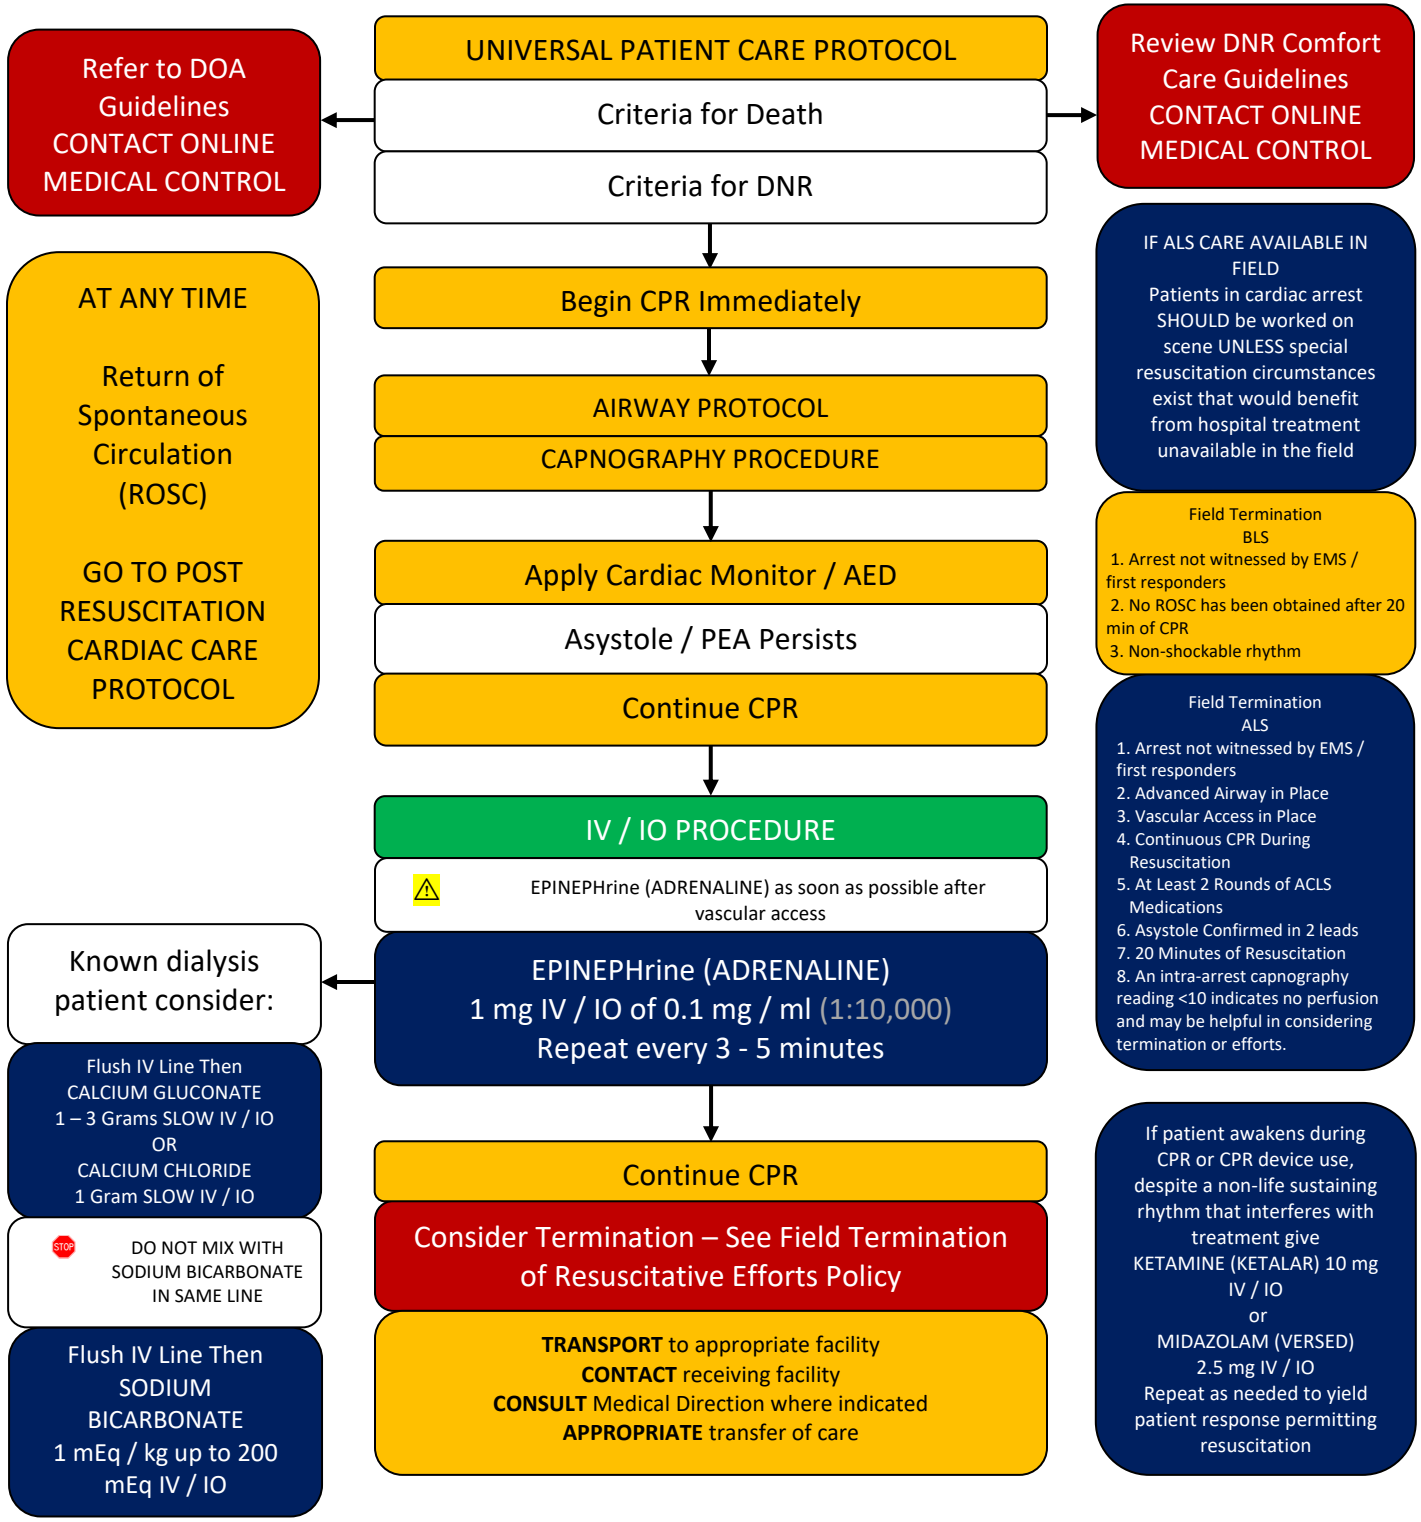 Refer to DOA
Guidelines
CONTACT ONLINE
MEDICAL CONTROL
UNIVERSAL PATIENT CARE PROTOCOL
Criteria for Death
Criteria for DNR
Review DNR Comfort
Care Guidelines
CONTACT ONLINE
MEDICAL CONTROL
AT ANY TIME
Return of
Spontaneous
Circulation
(ROSC)
GO TO POST
RESUSCITATION
CARDIAC CARE
PROTOCOL
Begin CPR Immediately
AIRWAY PROTOCOL
CAPNOGRAPHY PROCEDURE
Apply Cardiac Monitor / AED
Asystole / PEA Persists
Continue CPR
IV / IO PROCEDURE
EPINEPHrine (ADRENALINE) as soon as possible after
vascular access
EPINEPHrine (ADRENALINE)
1 mg IV / IO of 0.1 mg / ml (1:10,000)
Repeat every 3 - 5 minutes
Known dialysis
patient consider:
Flush IV Line Then
CALCIUM GLUCONATE
1 – 3 Grams SLOW IV / IO
OR
CALCIUM CHLORIDE
1 Gram SLOW IV / IO
STOP
DO NOT MIX WITH
SODIUM BICARBONATE
IN SAME LINE
Flush IV Line Then
SODIUM
BICARBONATE
1 mEq / kg up to 200
mEq IV / IO
Continue CPR
Consider Termination – See Field Termination
of Resuscitative Efforts Policy
TRANSPORT to appropriate facility
CONTACT receiving facility
CONSULT Medical Direction where indicated
APPROPRIATE transfer of care
IF ALS CARE AVAILABLE IN
FIELD
Patients in cardiac arrest
SHOULD be worked on
scene UNLESS special
resuscitation circumstances
exist that would benefit
from hospital treatment
unavailable in the field
Field Termination
BLS
1. Arrest not witnessed by EMS /
first responders
2. No ROSC has been obtained after 20
min of CPR
3. Non-shockable rhythm
Field Termination
ALS
1. Arrest not witnessed by EMS /
first responders
2. Advanced Airway in Place
3. Vascular Access in Place
4. Continuous CPR During
Resuscitation
5. At Least 2 Rounds of ACLS
Medications
6. Asystole Confirmed in 2 leads
7. 20 Minutes of Resuscitation
8. An intra-arrest capnography
reading <10 indicates no perfusion
and may be helpful in considering
termination or efforts.
If patient awakens during
CPR or CPR device use,
despite a non-life sustaining
rhythm that interferes with
treatment give
KETAMINE (KETALAR) 10 mg
IV / IO
or
MIDAZOLAM (VERSED)
2.5 mg IV / IO
Repeat as needed to yield
patient response permitting
resuscitation